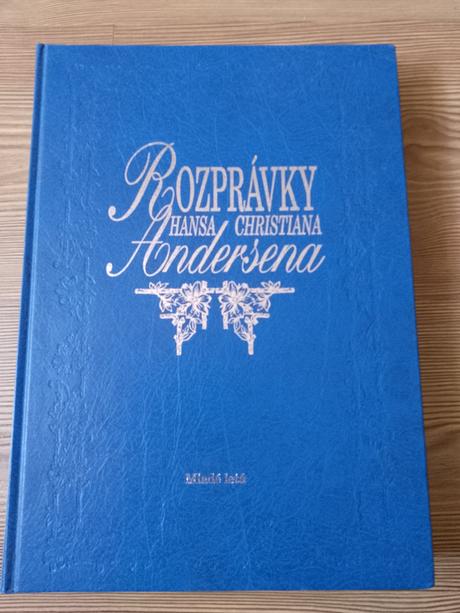 ROZPRÁVKY
HANSA CHRISTIANA
Andersena
Mladé letá